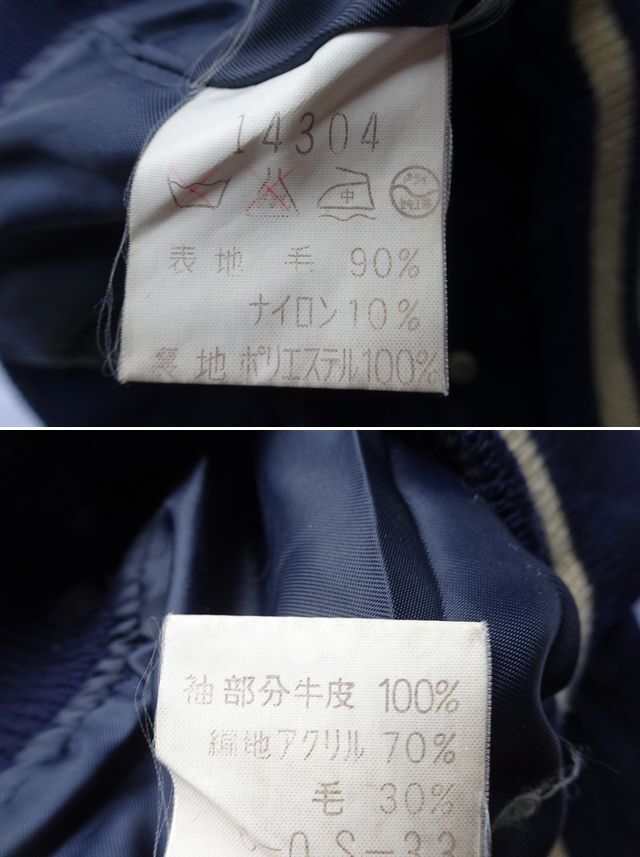 14304
中
表地 毛 90%
ナイロン10%
裏地 ポリエステル100%
袖部分牛皮 100%
編地アクリル 70%
毛 30%